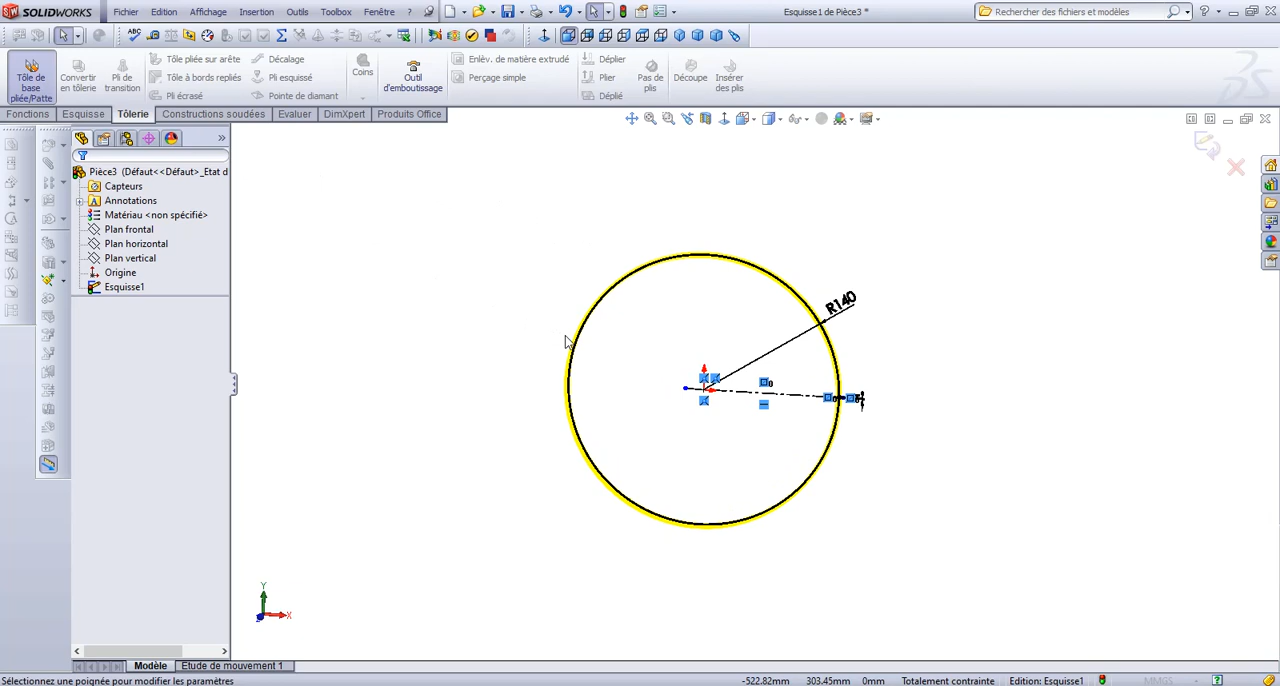 SOLIDWORKS Fichier Edition Affichage Insertion Outils Toolbox Fenêtre ? Esquisse1 de Pièce3 * Rechercher des fichiers et modèles
Tôle de base pliée/Patte
Convertir en tôlerie
Pli de transition
Tôle pliée sur arête
Tôle à bords repliés
Pli écrasé
Décalage
Pli esquissé
Pointe de diamant
Coins
Outil d'emboutissage
Enlèv. de matière extrudé
Perçage simple
Déplier
Plier
Déplié
Pas de plis
Découpe
Insérer des plis
Fonctions Esquisse Tôlerie Constructions soudées Evaluer DimXpert Produits Office
Pièce3 (Défaut<<Défaut>_Etat d
Capteurs
Annotations
Matériau <non spécifié>
Plan frontal
Plan horizontal
Plan vertical
Origine
Esquisse1
R140
Y
X
Modèle Etude de mouvement 1
Sélectionnez une poignée pour modifier les paramètres -522.82mm 303.45mm 0mm Totalement contrainte Edition: Esquisse1 MMGS